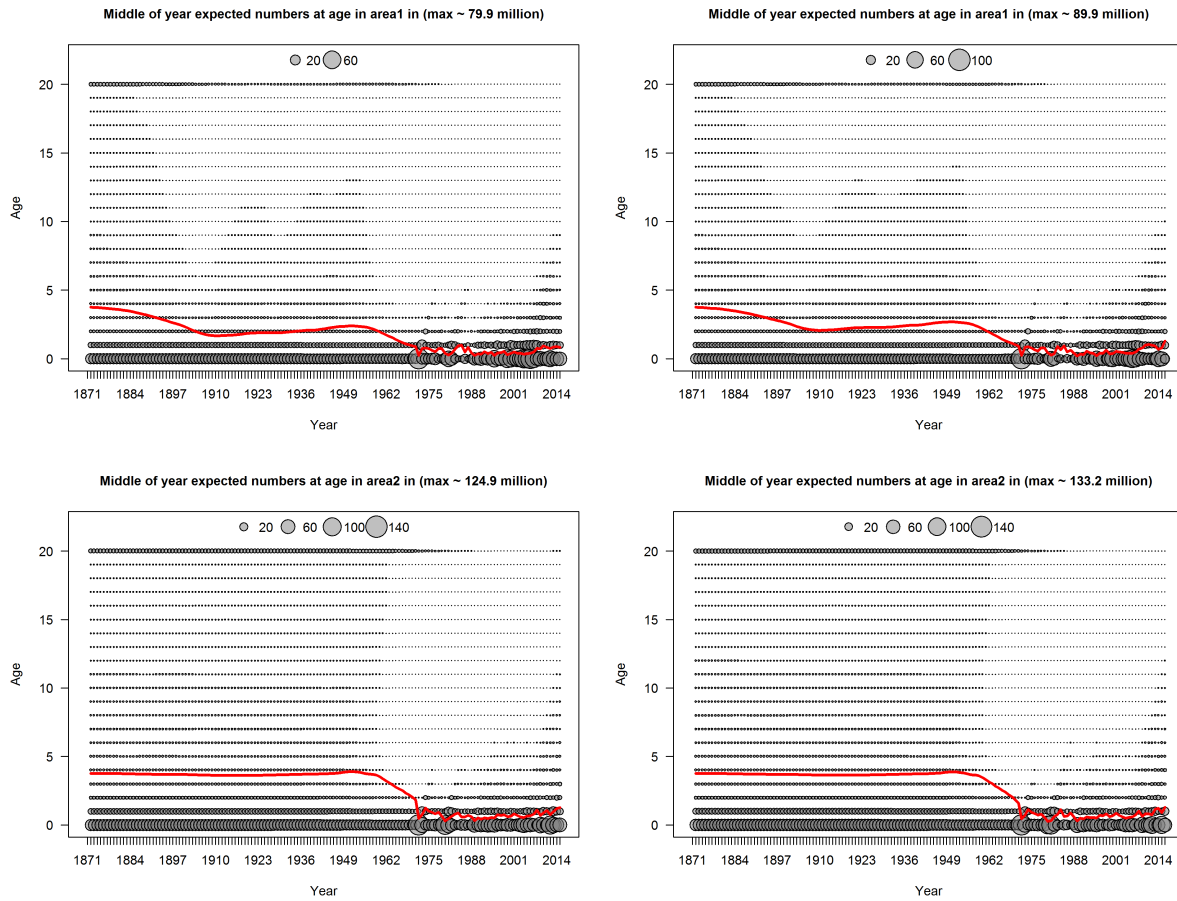 Middle of year expected numbers at age in area1 in (max ~ 79.9 million)
20 60
Age
20
15
10
5
0
1871 1884 1897 1910 1923 1936 1949 1962 1975 1988 2001 2014
Year
Middle of year expected numbers at age in area1 in (max ~ 89.9 million)
20 60 100
Age
20
15
10
5
0
1871 1884 1897 1910 1923 1936 1949 1962 1975 1988 2001 2014
Year
Middle of year expected numbers at age in area2 in (max ~ 124.9 million)
20 60 100 140
Age
20
15
10
5
0
1871 1884 1897 1910 1923 1936 1949 1962 1975 1988 2001 2014
Year
Middle of year expected numbers at age in area2 in (max ~ 133.2 million)
20 60 100 140
Age
20
15
10
5
0
1871 1884 1897 1910 1923 1936 1949 1962 1975 1988 2001 2014
Year